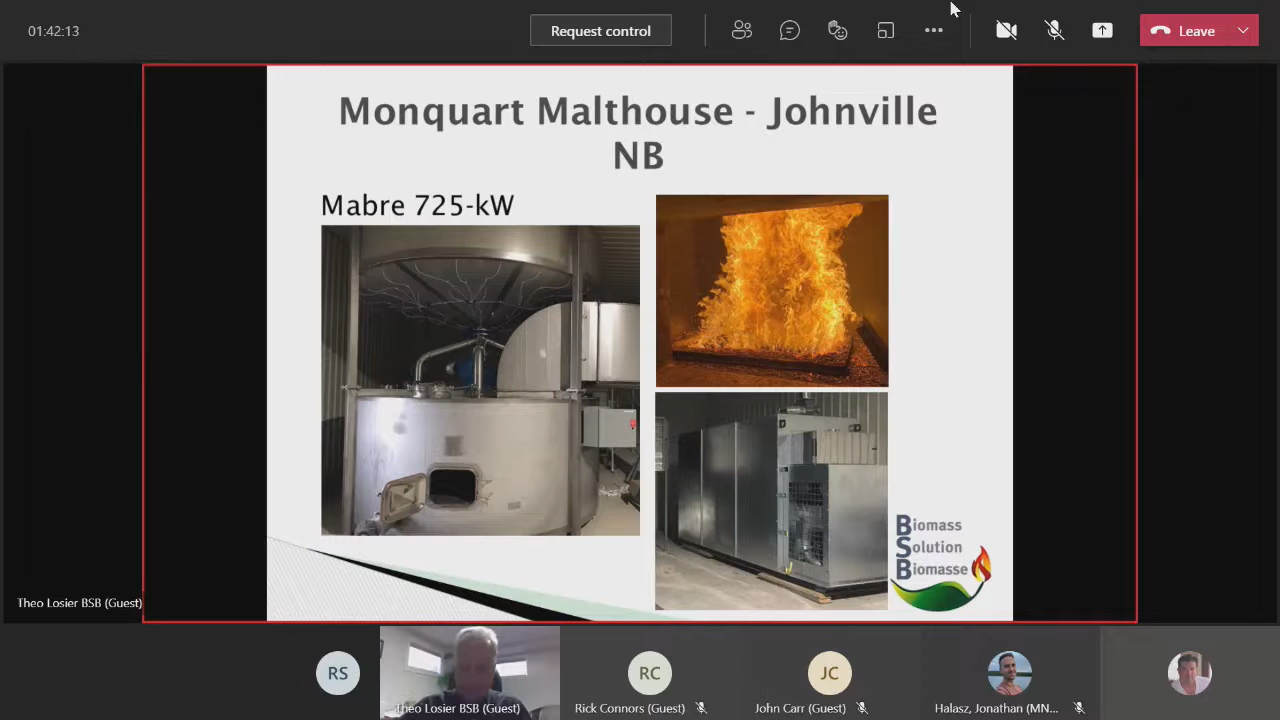 01:42:13
Request control
Leave
Monquart Malthouse - Johnville
NB
Mabre 725-kW
Biomass
Solution
Biomasse
Theo Losier BSB (Guest)
RS
RC
JC
Theo Losier BSB (Guest)
Rick Connors (Guest)
John Carr (Guest)
Halasz, Jonathan (MN...